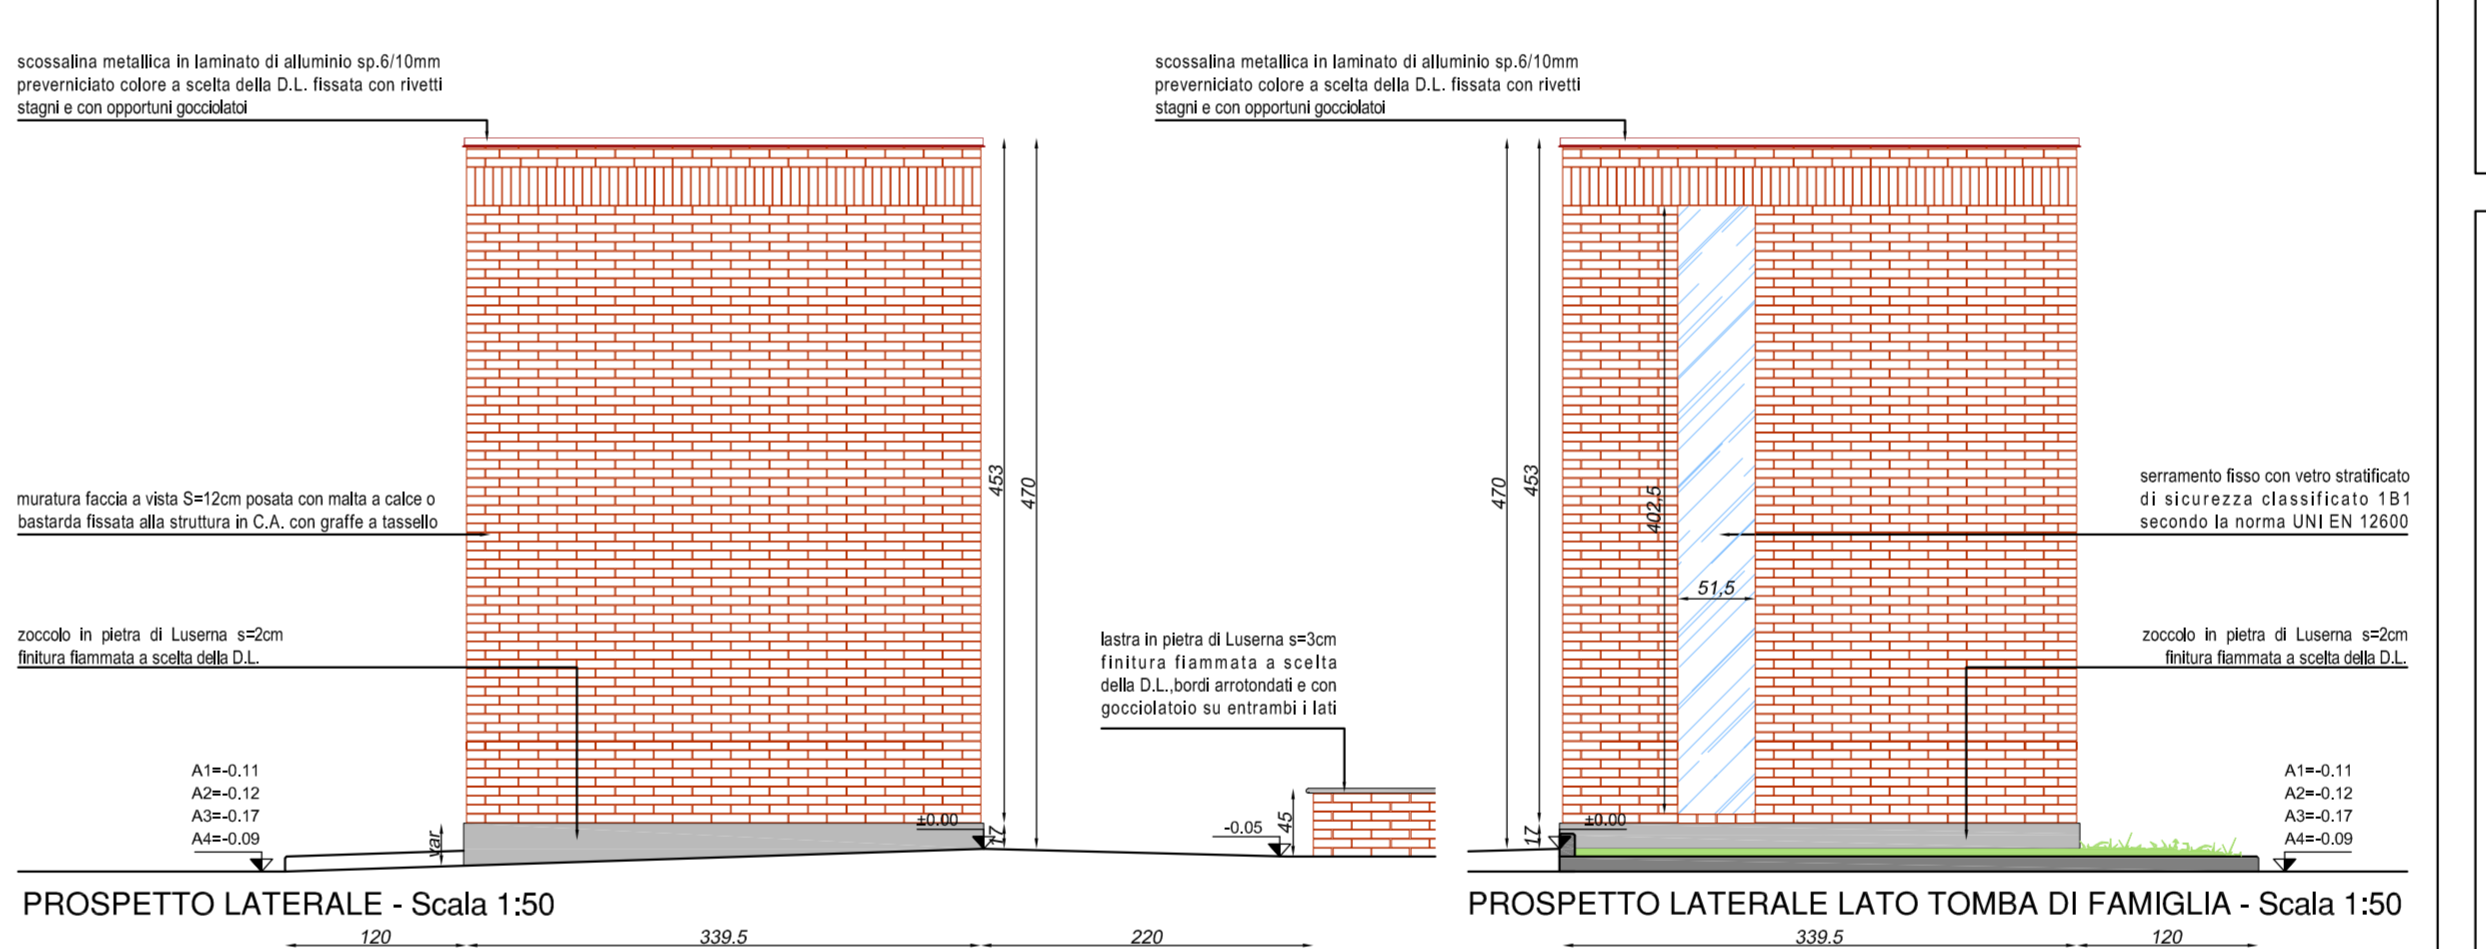 scossalina metallica in laminato di alluminio sp.6/10mm
preverniciato colore a scelta della D.L. fissata con rivetti
stagni e con opportuni gocciolatoi
muratura faccia a vista S=12cm posata con malta a calce o
bastarda fissata alla struttura in C.A. con graffe a tassello
zoccolo in pietra di Luserna s=2cm
finitura fiammata a scelta della D.L.
A1=-0.11
A2=-0.12
A3=-0.17
A4=-0.09
var
±0.00
17
453
470
-0.05
45
lastra in pietra di Luserna s=3cm
finitura fiammata a scelta
della D.L.,bordi arrotondati e con
gocciolatoio su entrambi i lati
PROSPETTO LATERALE - Scala 1:50
120
339.5
220
scossalina metallica in laminato di alluminio sp.6/10mm
preverniciato colore a scelta della D.L. fissata con rivetti
stagni e con opportuni gocciolatoi
470
453
17
±0.00
402,5
51,5
serramento fisso con vetro stratificato
di sicurezza classificato 1B1
secondo la norma UNI EN 12600
zoccolo in pietra di Luserna s=2cm
finitura fiammata a scelta della D.L.
A1=-0.11
A2=-0.12
A3=-0.17
A4=-0.09
PROSPETTO LATERALE LATO TOMBA DI FAMIGLIA - Scala 1:50
339.5
120